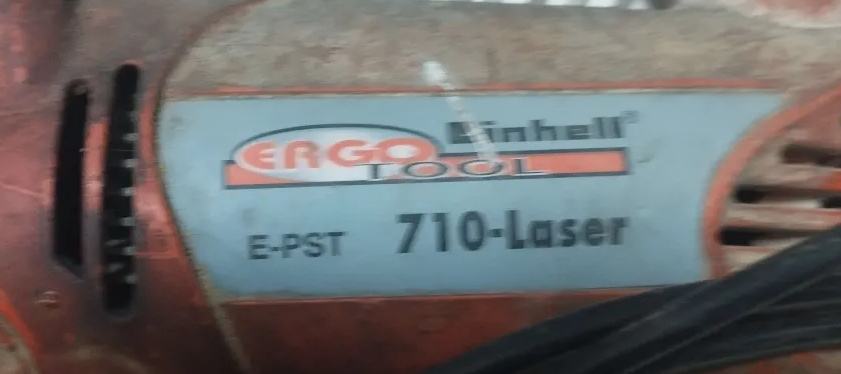 Einhell®
ERGO
TOOL
E-PST 710-Laser